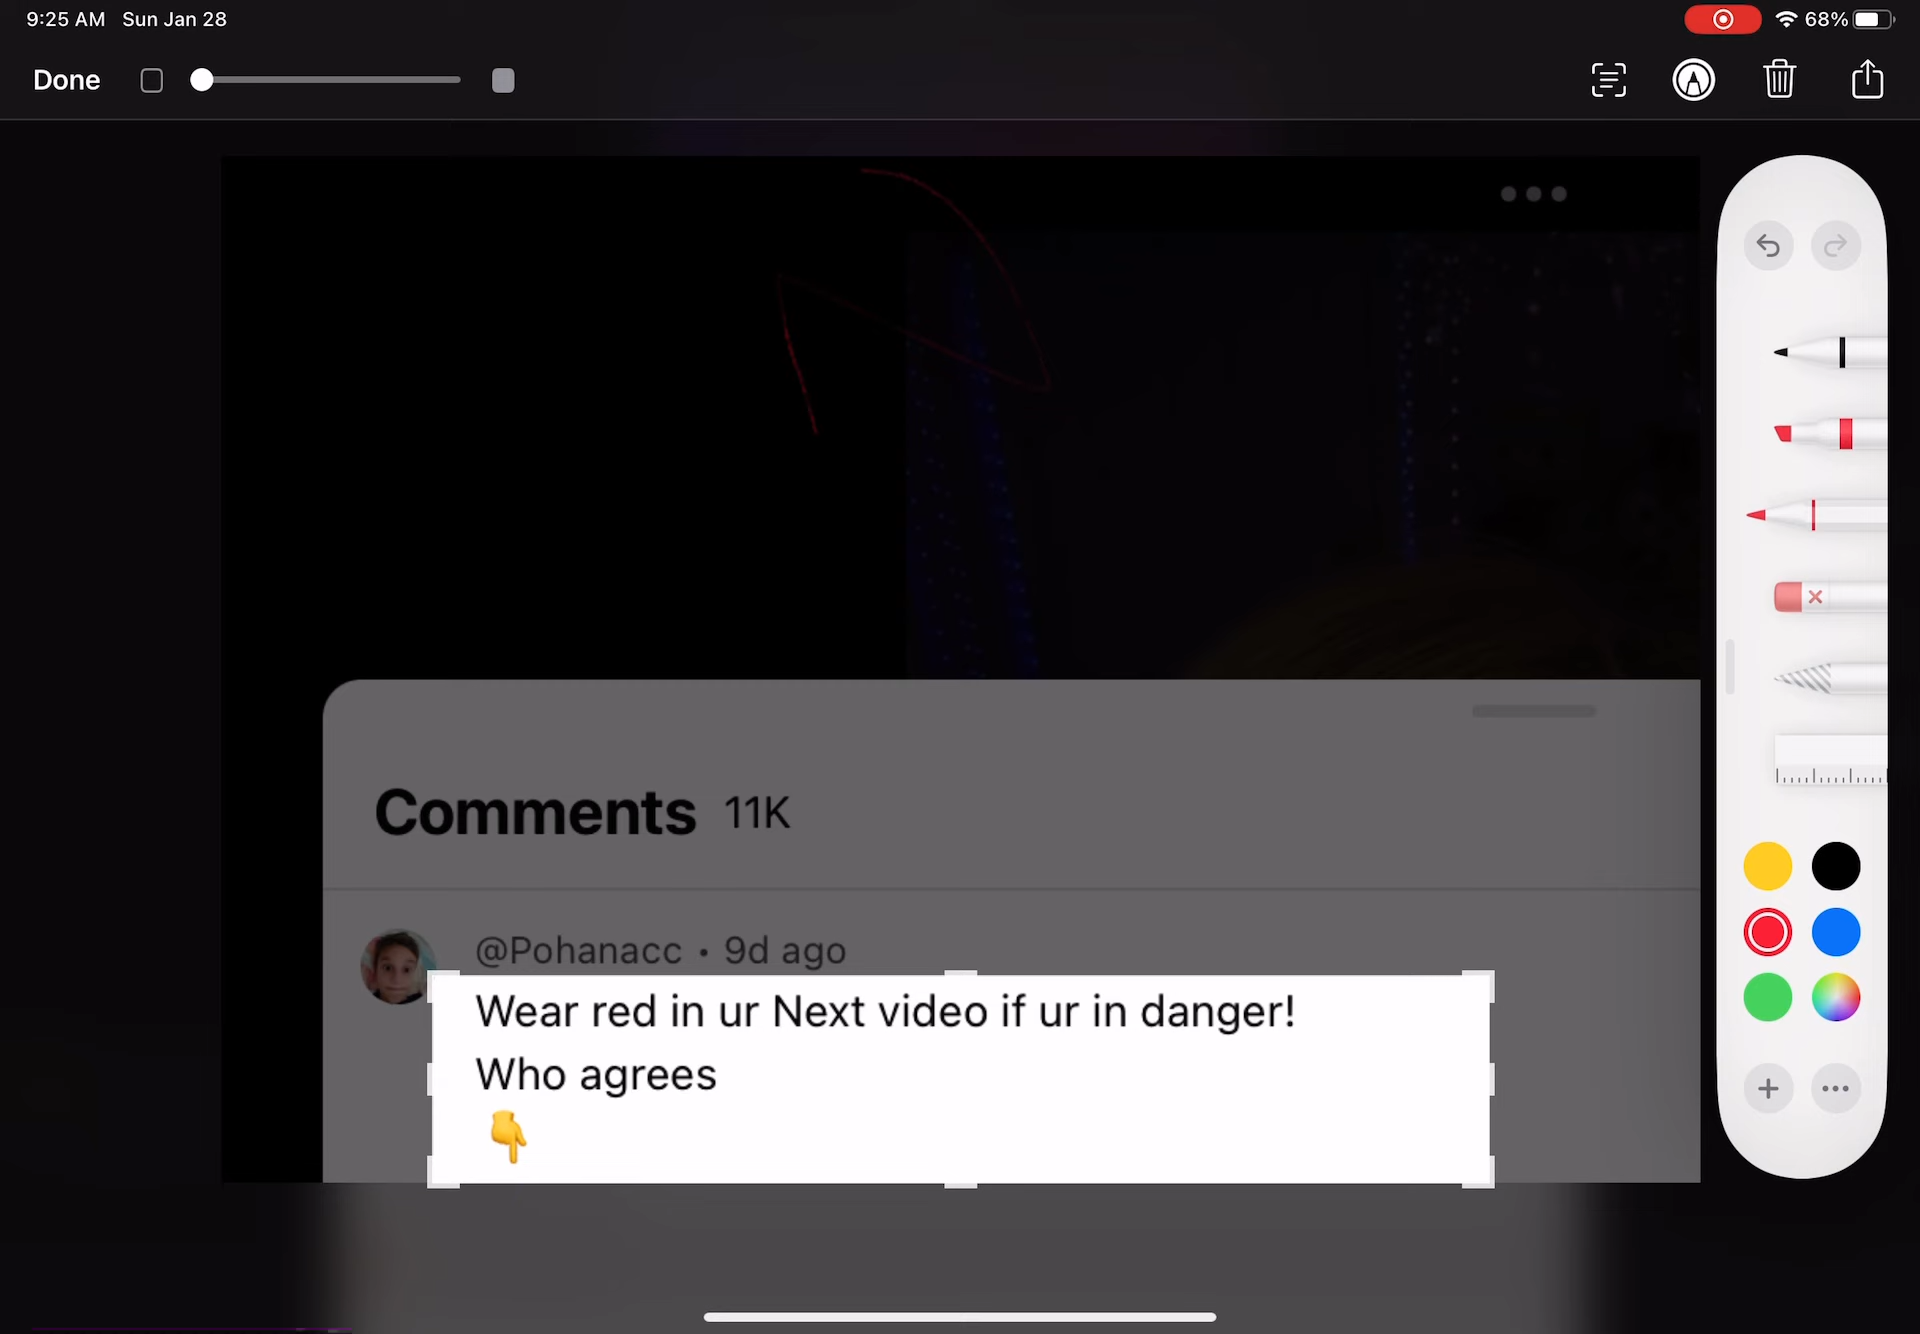 9:25 AM Sun Jan 28
68%
Done
Comments 11K
@Pohanacc • 9d ago
Wear red in ur Next video if ur in danger!
Who agrees
👇